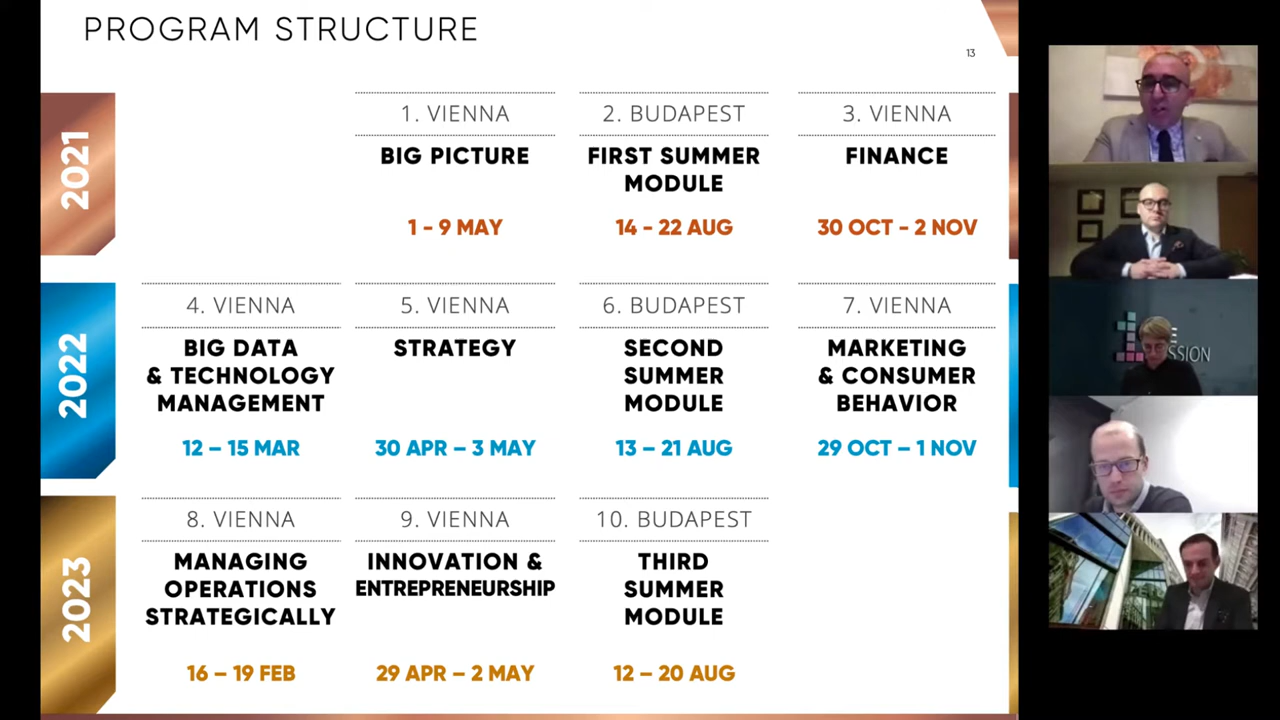 PROGRAM STRUCTURE
13
2021
1. VIENNA
BIG PICTURE
1 - 9 MAY
2. BUDAPEST
FIRST SUMMER
MODULE
14 - 22 AUG
3. VIENNA
FINANCE
30 OCT - 2 NOV
2022
4. VIENNA
BIG DATA
& TECHNOLOGY
MANAGEMENT
12 – 15 MAR
5. VIENNA
STRATEGY
30 APR – 3 MAY
6. BUDAPEST
SECOND
SUMMER
MODULE
13 – 21 AUG
7. VIENNA
MARKETING
& CONSUMER
BEHAVIOR
29 OCT – 1 NOV
2023
8. VIENNA
MANAGING
OPERATIONS
STRATEGICALLY
16 – 19 FEB
9. VIENNA
INNOVATION &
ENTREPRENEURSHIP
29 APR – 2 MAY
10. BUDAPEST
THIRD
SUMMER
MODULE
12 – 20 AUG